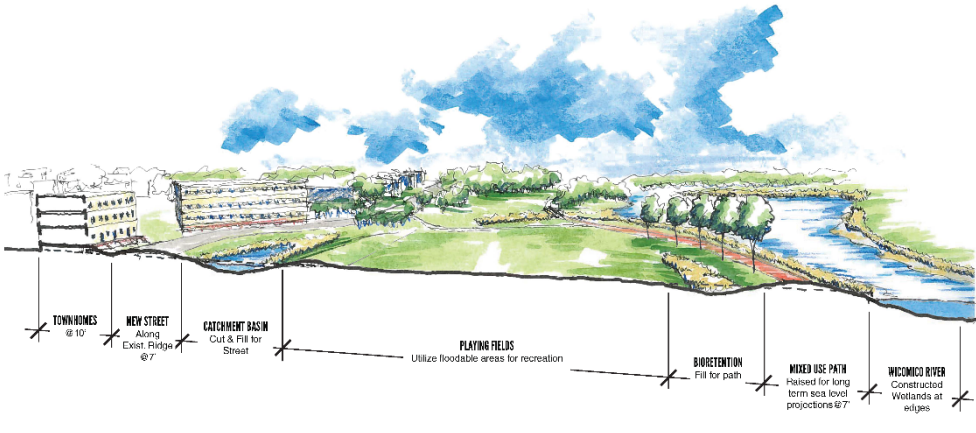 TOWNHOMES
@ 10'
NEW STREET
Along
Exist. Ridge
@7'
CATCHMENT BASIN
Cut & Fill for
Street
PLAYING FIELDS
Utilize floodable areas for recreation
BIORETENTION
Fill for path
MIXED USE PATH
Raised for long
term sea level
projections@7'
WICOMICO RIVER
Constructed
Wetlands at
edges